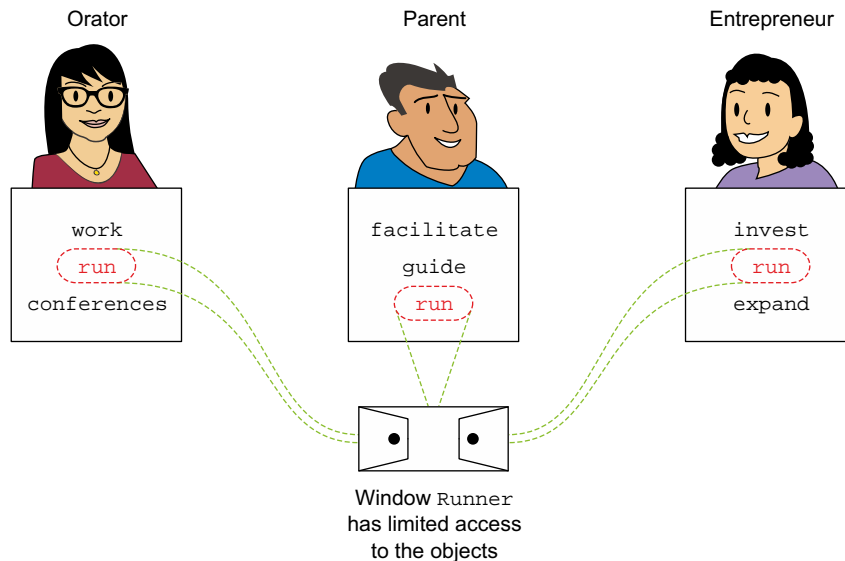 Orator
Parent
Entrepreneur
work
run
conferences
facilitate
guide
run
invest
run
expand
Window Runner
has limited access
to the objects